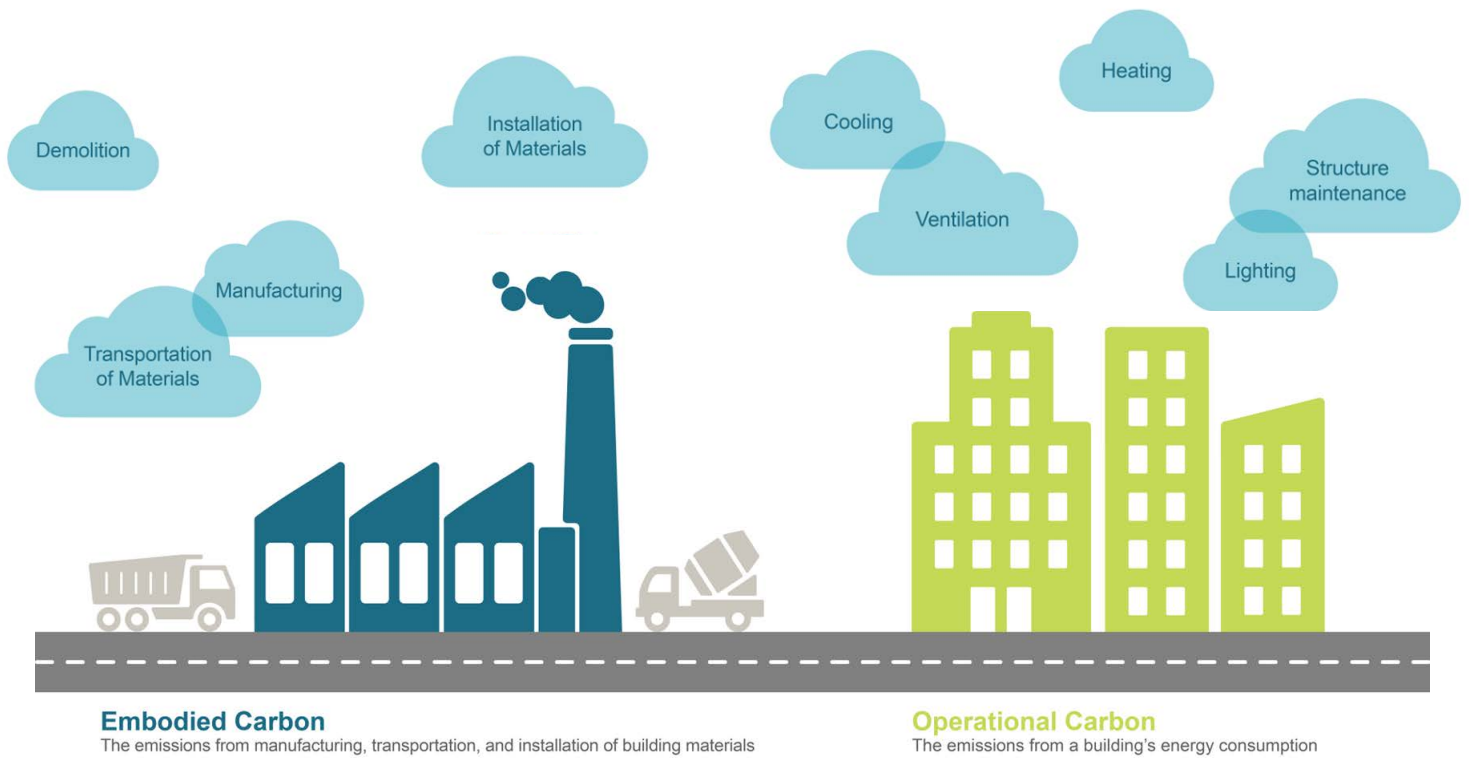 Demolition
Manufacturing
Transportation
of Materials
Installation
of Materials
Cooling
Ventilation
Heating
Structure
maintenance
Lighting
Embodied Carbon
The emissions from manufacturing, transportation, and installation of building materials
Operational Carbon
The emissions from a building’s energy consumption